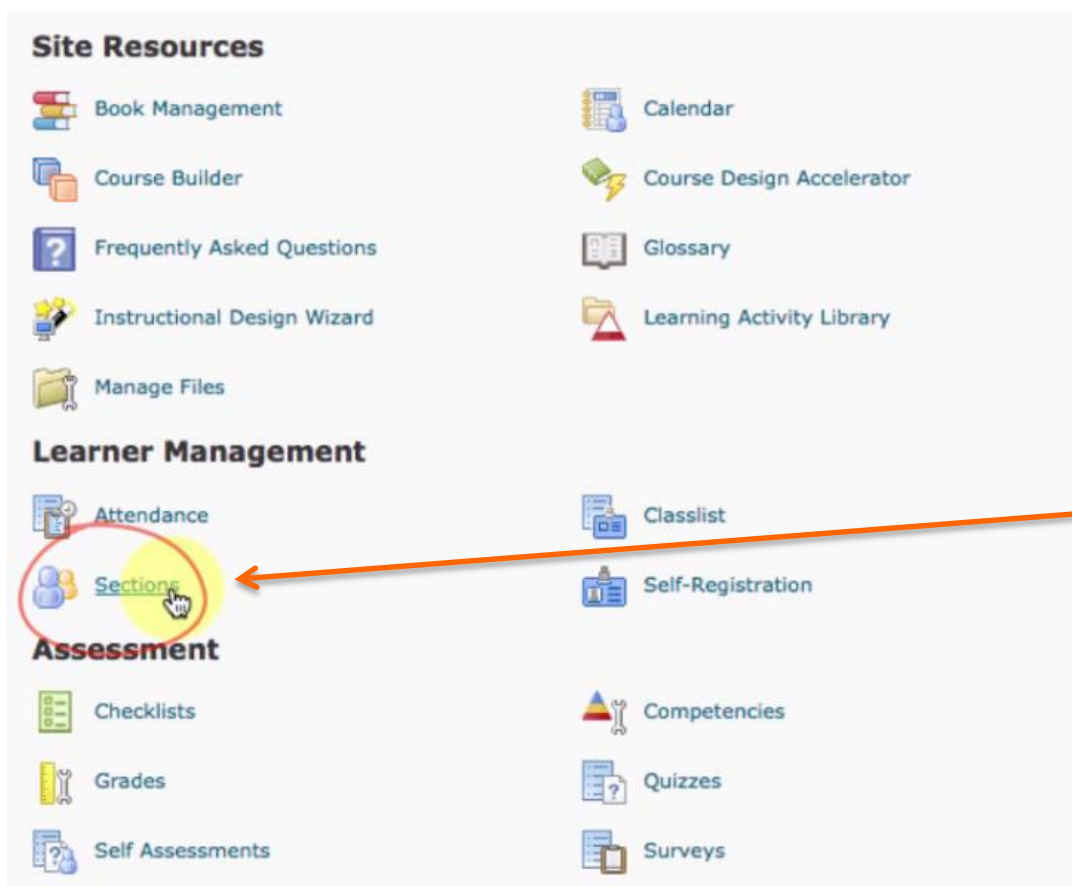 Site Resources
Book Management
Calendar
Course Builder
Course Design Accelerator
Frequently Asked Questions
Glossary
Instructional Design Wizard
Learning Activity Library
Manage Files
Learner Management
Attendance
Classlist
Sections
Self-Registration
Assessment
Checklists
Competencies
Grades
Quizzes
Self Assessments
Surveys